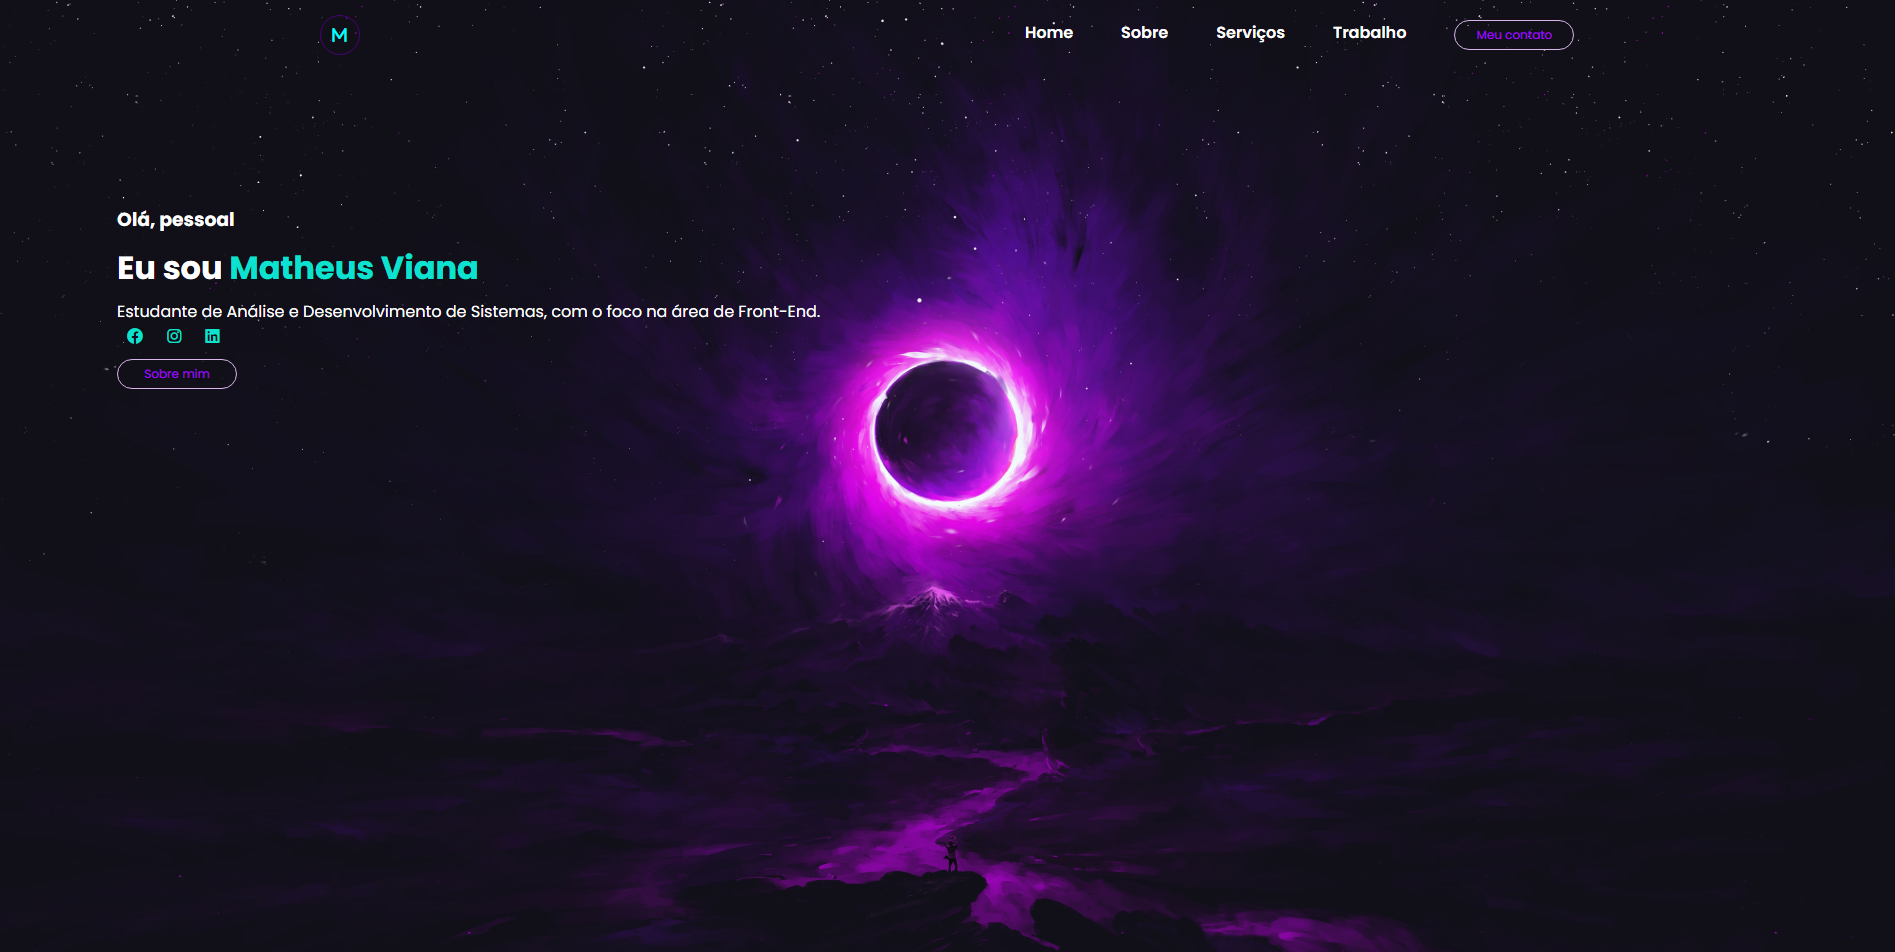 M
Home Sobre Serviços Trabalho Meu contato
Olá, pessoal
Eu sou Matheus Viana
Estudante de Análise e Desenvolvimento de Sistemas, com o foco na área de Front-End.
Sobre mim